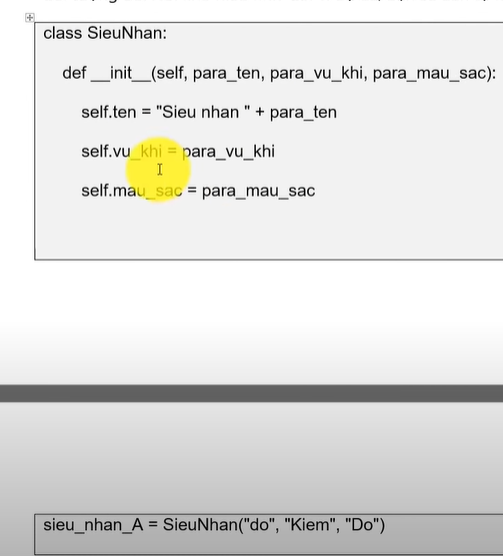 class SieuNhan:
def __init__(self, para_ten, para_vu_khi, para_mau_sac):
self.ten = "Sieu nhan " + para_ten
self.vu_khi = para_vu_khi
self.mau_sac = para_mau_sac
sieu_nhan_A = SieuNhan("do", "Kiem", "Do")